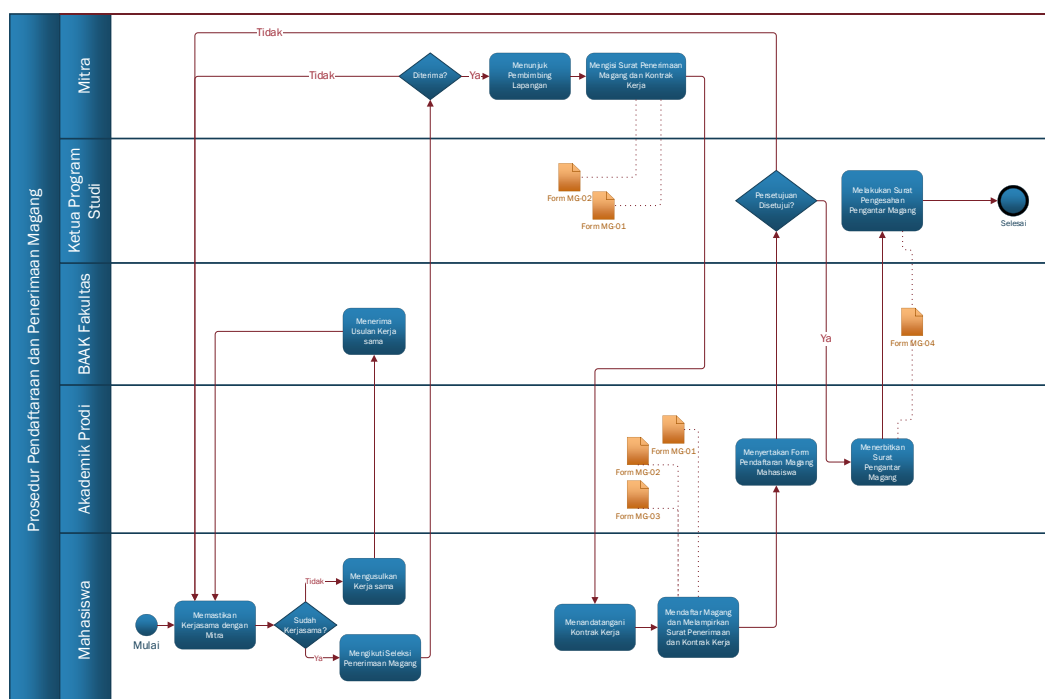 Prosedur Pendaftaraan dan Penerimaan Magang
Mitra
Tidak
Tidak
Diterima?
Ya
Menunjuk
Pembimbing
Lapangan
Mengisi Surat Penerimaan
Magang dan Kontrak
Kerja
Ketua Program
Studi
Form MG-02
Form MG-01
Persetujuan
Disetujui?
Melakukan Surat
Pengesahan
Pengantar Magang
Selesai
BAAK Fakultas
Menerima
Usulan Kerja
sama
Ya
Form MG-04
Akademik Prodi
Form MG-01
Form MG-02
Form MG-03
Menyertakan Form
Pendaftaran Magang
Mahasiswa
Menerbitkan
Surat
Pengantar
Magang
Mahasiswa
Mulai
Memastikan
Kerjasama dengan
Mitra
Sudah
Kerjasama?
Tidak
Mengusulkan
Kerja sama
Ya
Mengikuti Seleksi
Penerimaan Magang
Menandatangani
Kontrak Kerja
Mendaftar Magang
dan Melampirkan
Surat Penerimaan
dan Kontrak Kerja